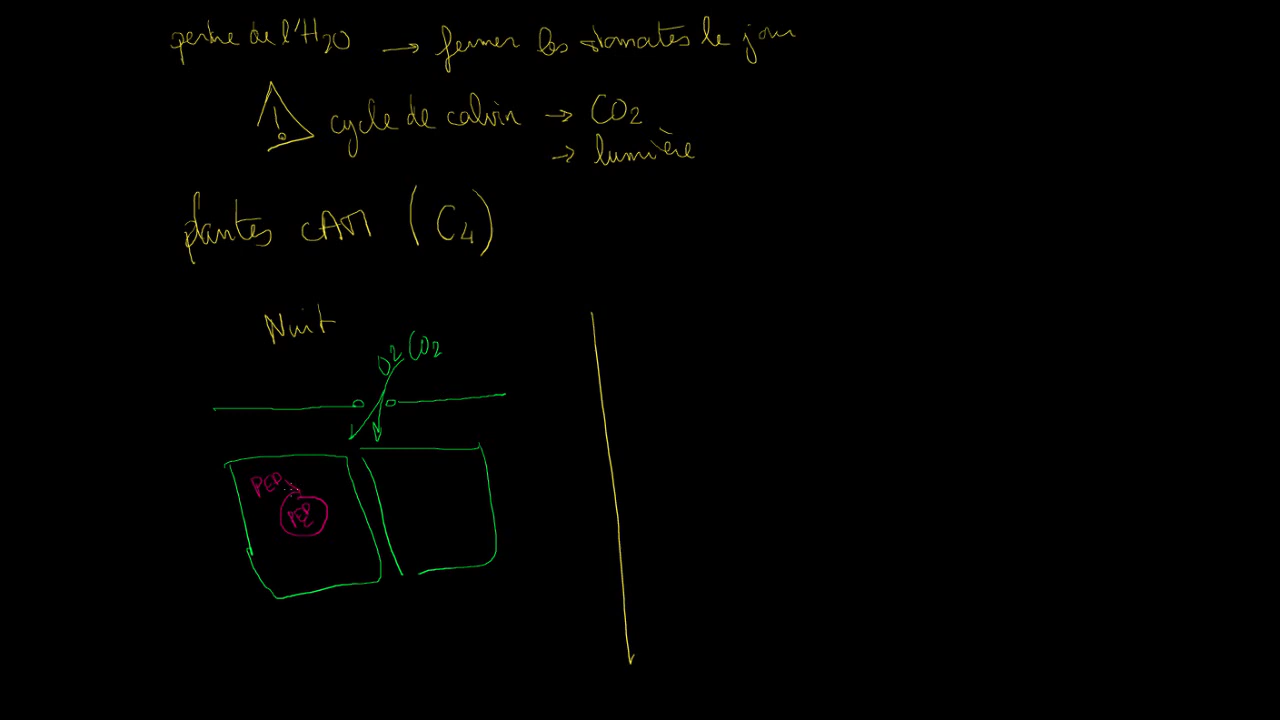 perte de l'H2O → fermer les stomates le jour
! cycle de calvin → CO2
→ lumière
plantes CAM (C4)
Nuit
O2 CO2
PEP
PEPC